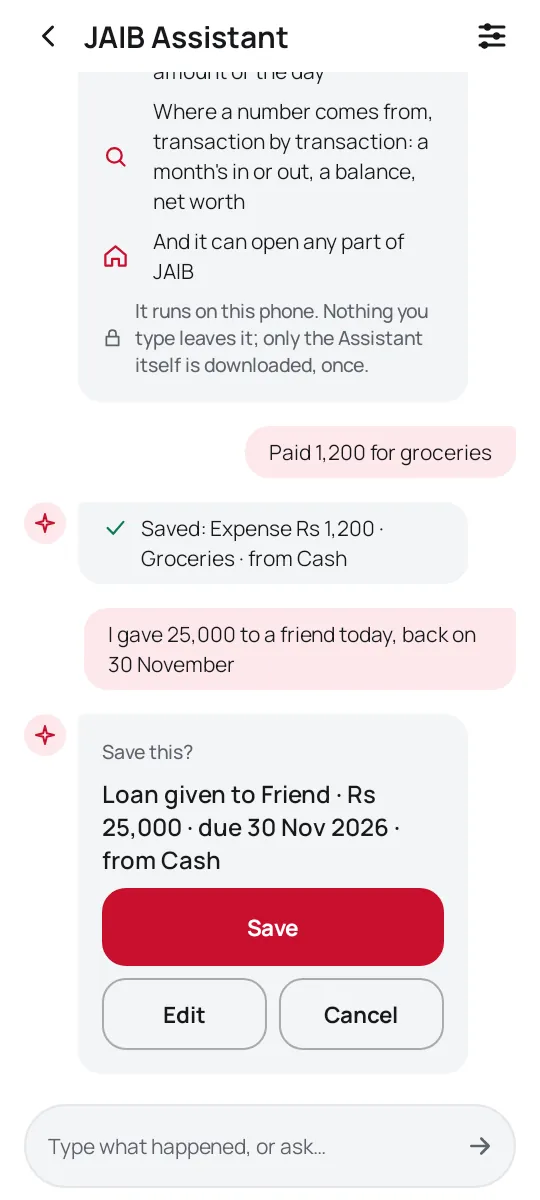 JAIB Assistant
amount or the day
Where a number comes from,
transaction by transaction: a
month's in or out, a balance,
net worth
And it can open any part of
JAIB
It runs on this phone. Nothing you
type leaves it; only the Assistant
itself is downloaded, once.
Paid 1,200 for groceries
Saved: Expense Rs 1,200 ·
Groceries · from Cash
I gave 25,000 to a friend today, back on
30 November
Save this?
Loan given to Friend · Rs
25,000 · due 30 Nov 2026 ·
from Cash
Save
Edit
Cancel
Type what happened, or ask...